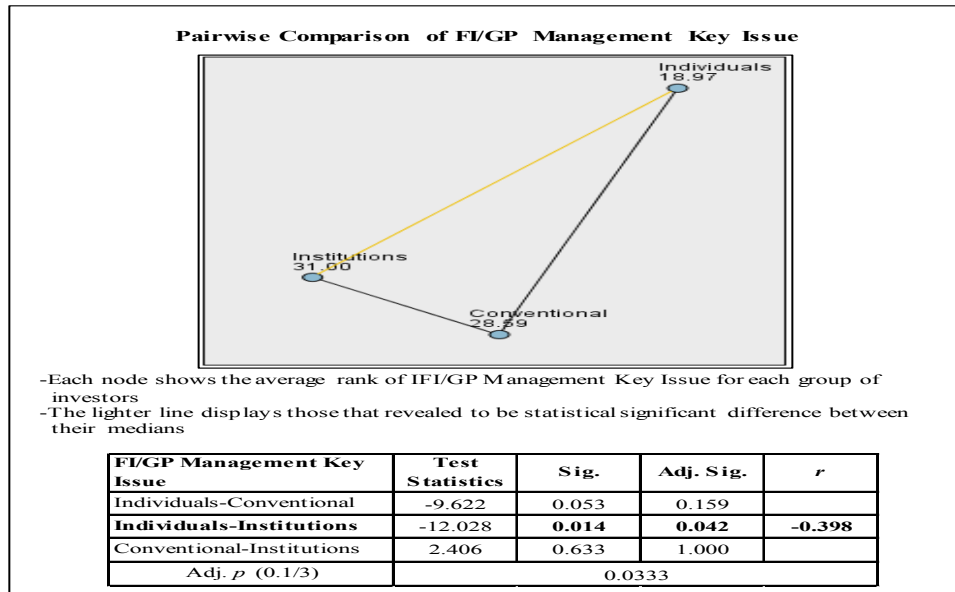 Pairwise Comparison of FI/GP Management Key Issue
Individuals
18.97
Institutions
31.00
Conventional
28.59
-Each node shows the average rank of IFI/GP Management Key Issue for each group of
investors
-The lighter line displays those that revealed to be statistical significant difference between
their medians
FI/GP Management Key Issue Test Statistics Sig. Adj. Sig. r
Individuals-Conventional -9.622 0.053 0.159
Individuals-Institutions -12.028 0.014 0.042 -0.398
Conventional-Institutions 2.406 0.633 1.000
Adj. p (0.1/3) 0.0333